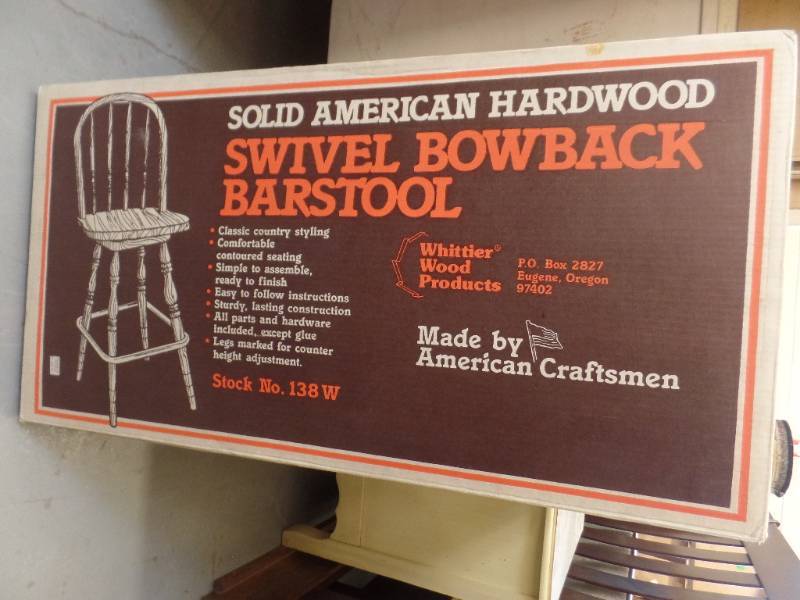 SOLID AMERICAN HARDWOOD
SWIVEL BOWBACK
BARSTOOL
• Classic country styling
• Comfortable
contoured seating
• Simple to assemble,
ready to finish
• Easy to follow instructions
• Sturdy, lasting construction
• All parts and hardware
included, except glue
• Legs marked for counter
height adjustment.
Stock No. 138 W
Whittier®
Wood
Products
P.O. Box 2827
Eugene, Oregon
97402
Made by
American Craftsmen